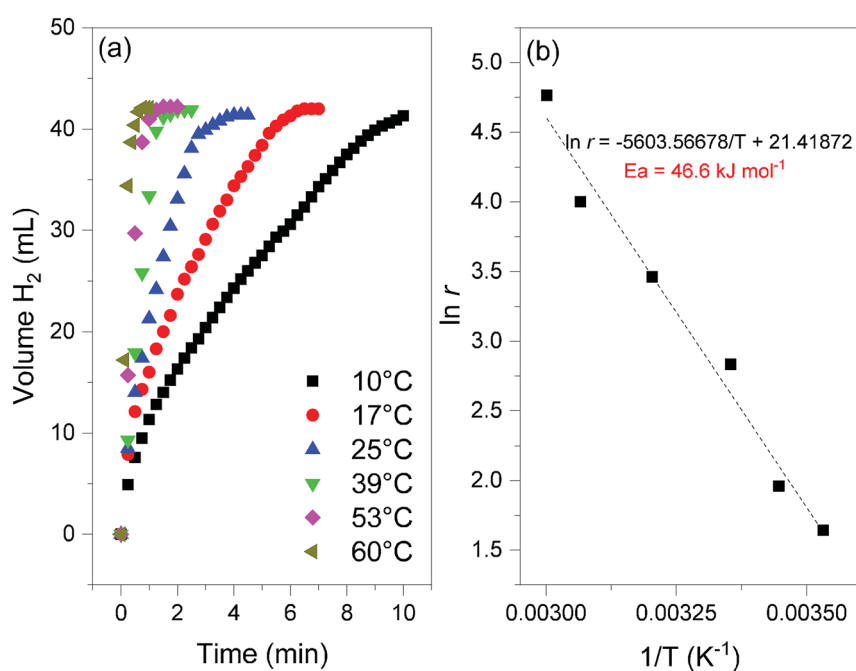 (a)
50
40
30
20
10
0
Volume H₂ (mL)
10°C
17°C
25°C
39°C
53°C
60°C
0 2 4 6 8 10
Time (min)
(b)
5.0
4.5
4.0
3.5
3.0
2.5
2.0
1.5
ln r
ln r = -5603.56678/T + 21.41872
Ea = 46.6 kJ mol⁻¹
0.00300 0.00325 0.00350
1/T (K⁻¹)